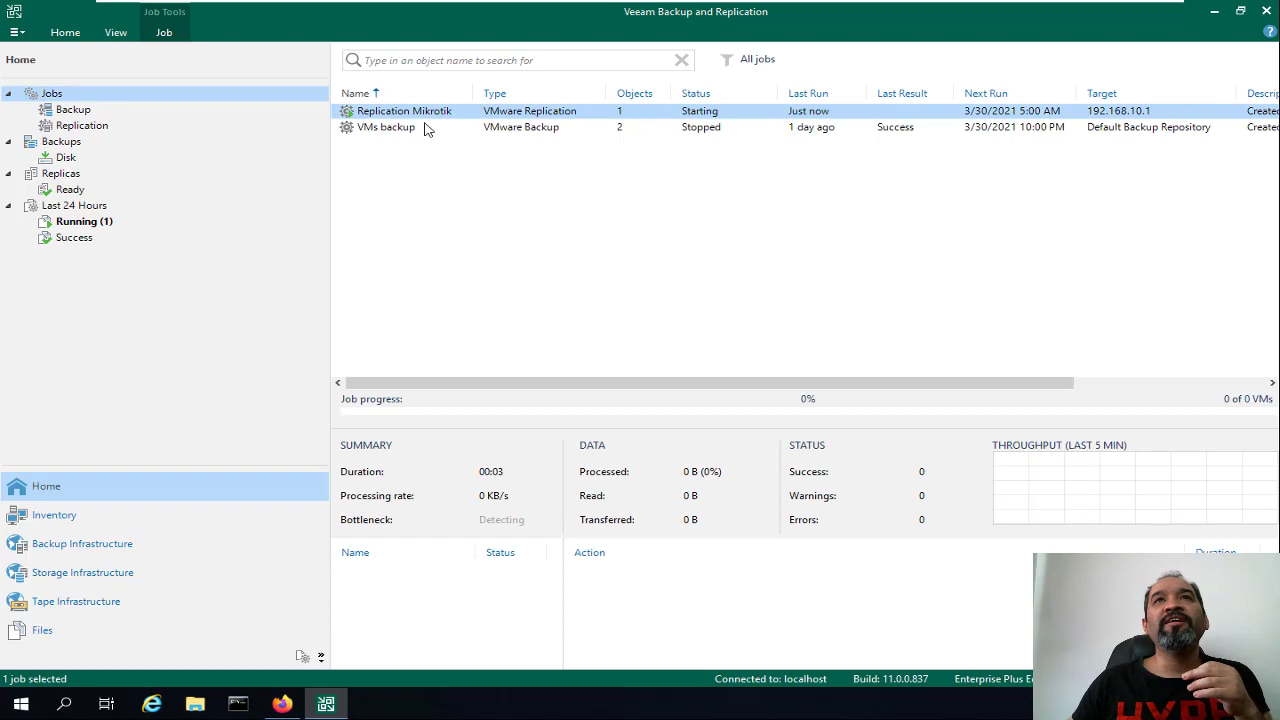 Job Tools
Veeam Backup and Replication
Home View Job
Home
Type in an object name to search for
All jobs
Jobs
Backup
Replication
Backups
Disk
Replicas
Ready
Last 24 Hours
Running (1)
Success
Name Type Objects Status Last Run Last Result Next Run Target Descrip
Replication Mikrotik VMware Replication 1 Starting Just now 3/30/2021 5:00 AM 192.168.10.1 Created
VMs backup VMware Backup 2 Stopped 1 day ago Success 3/30/2021 10:00 PM Default Backup Repository Created
Job progress: 0% 0 of 0 VMs
SUMMARY DATA STATUS THROUGHPUT (LAST 5 MIN)
Duration: 00:03 Processed: 0 B (0%) Success: 0
Processing rate: 0 KB/s Read: 0 B Warnings: 0
Bottleneck: Detecting Transferred: 0 B Errors: 0
Name Status Action Duration
Home
Inventory
Backup Infrastructure
Storage Infrastructure
Tape Infrastructure
Files
1 job selected
Connected to: localhost Build: 11.0.0.837 Enterprise Plus Ed